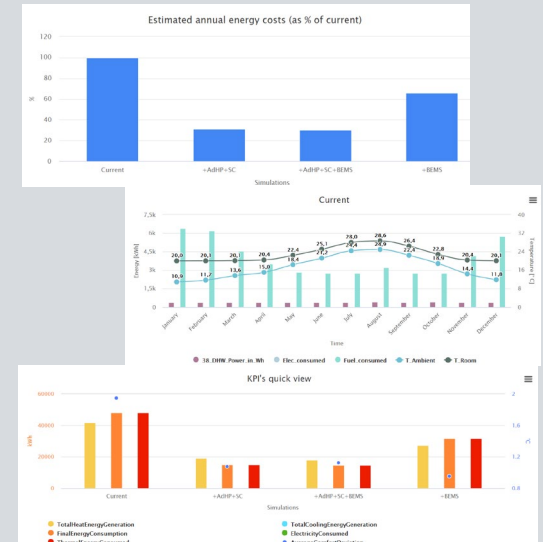 Estimated annual energy costs (as % of current)
120
100
80
60
40
20
0
%
Current
+AdHP+SC
+AdHP+SC+BEMS
+BEMS
Simulations
Current
7,5k
6k
4,5k
3k
1,5k
0
Energy [kWh]
40
32
24
16
8
0
Temperature [°C]
20,0 20,1 20,1 20,4 22,4 25,1 28,0 28,6 26,4 22,8 20,4 20,1
10,9 11,2 13,6 15,0 18,4 21,2 24,4 24,9 22,4 18,9 14,4 11,8
January February March April May June July August September October November December
Time
38_DHW_Power_in_Wh Elec_consumed Fuel_consumed T_Ambient T_Room
KPI's quick view
60000
40000
20000
0
kWh
2
1.6
1.2
0.8
°C
Current
+AdHP+SC
+AdHP+SC+BEMS
+BEMS
Simulations
TotalHeatEnergyGeneration TotalCoolingEnergyGeneration
FinalEnergyConsumption ElectricityConsumed